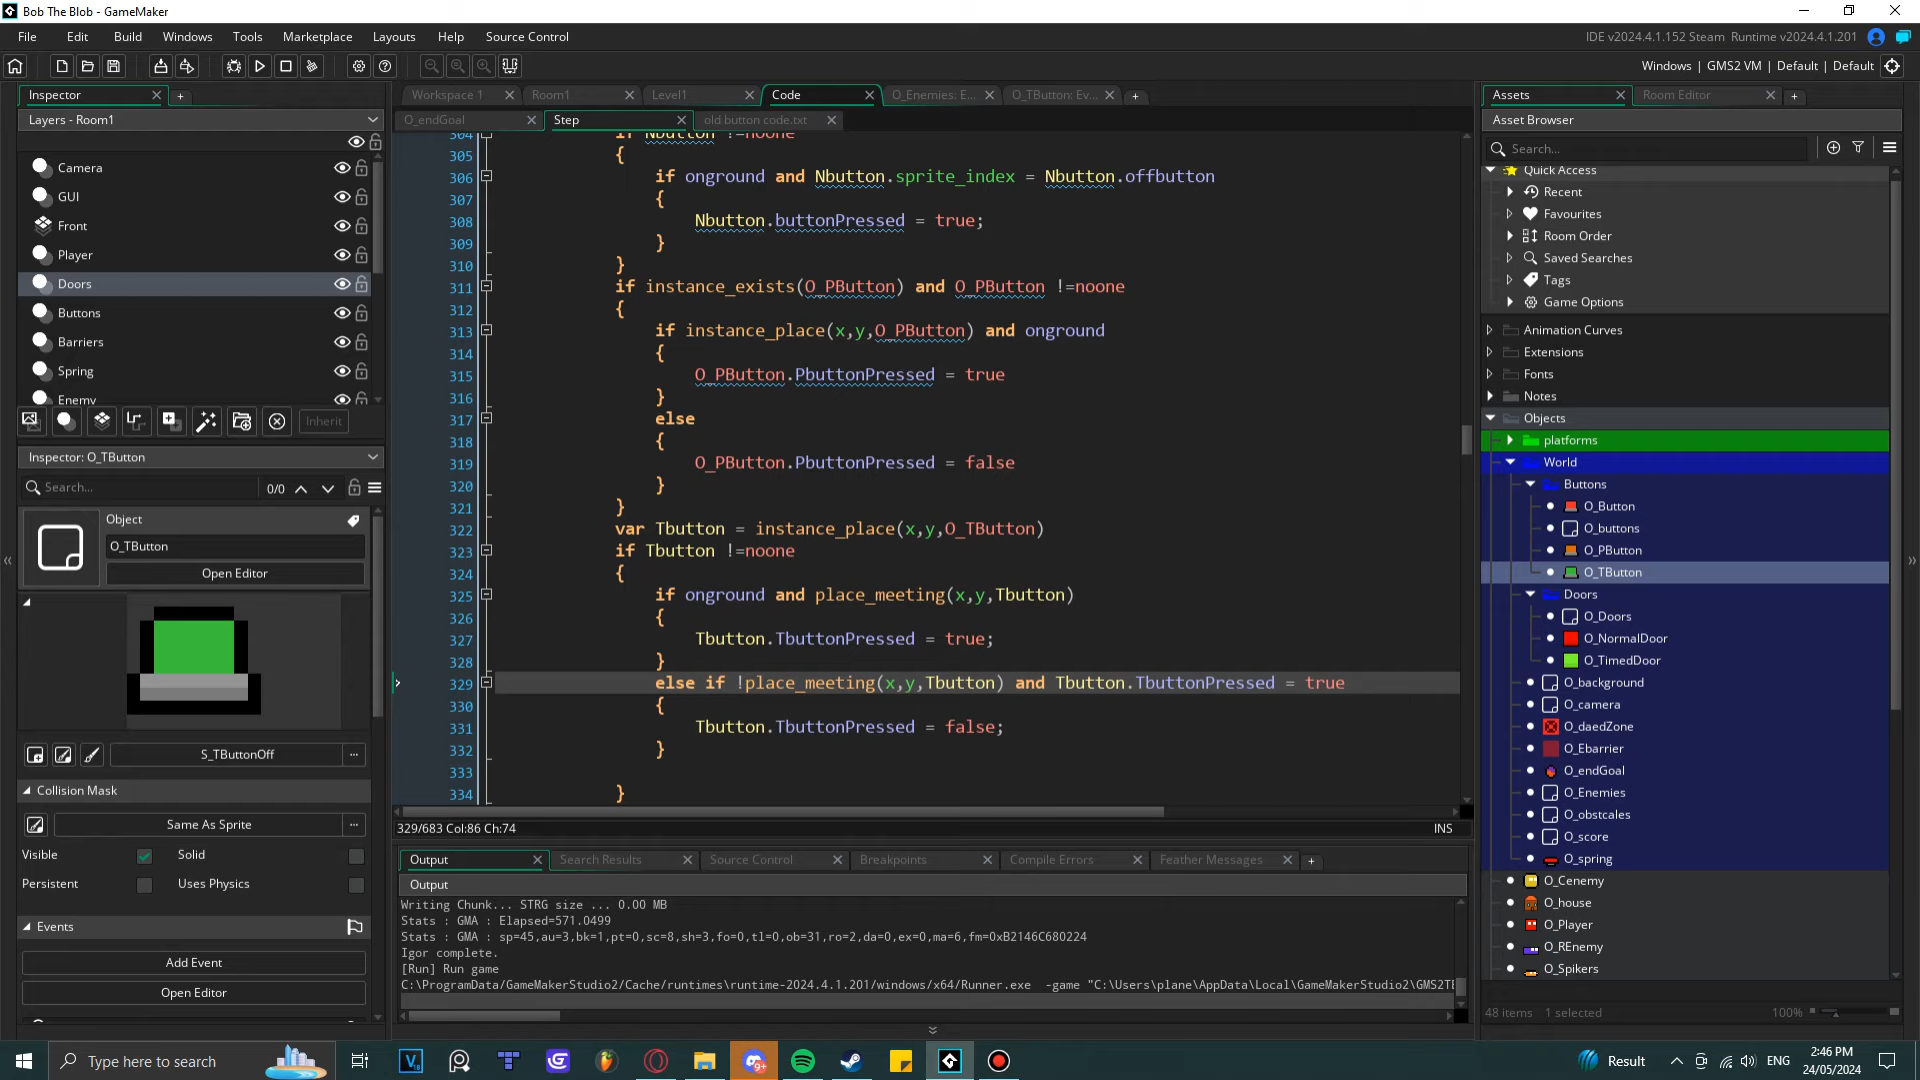 Bob The Blob - GameMaker
File Edit Build Windows Tools Marketplace Layouts Help Source Control
IDE v2024.4.1.152 Steam Runtime v2024.4.1.201
Windows | GMS2 VM | Default | Default
Inspector
Layers - Room1
Camera
GUI
Front
Player
Doors
Buttons
Barriers
Spring
Enemy
Inherit
Inspector: O_TButton
Search... 0/0
Object
O_TButton
Open Editor
S_TButtonOff
Collision Mask
Same As Sprite
Visible Solid
Persistent Uses Physics
Events
Add Event
Open Editor
Workspace 1 Room1 Level1 Code O_Enemies: E... O_TButton: Ev...
O_endGoal Step old button code.txt
304 if Nbutton !=noone
305 {
306 if onground and Nbutton.sprite_index = Nbutton.offbutton
307 {
308 Nbutton.buttonPressed = true;
309 }
310 }
311 if instance_exists(O_PButton) and O_PButton !=noone
312 {
313 if instance_place(x,y,O_PButton) and onground
314 {
315 O_PButton.PbuttonPressed = true
316 }
317 else
318 {
319 O_PButton.PbuttonPressed = false
320 }
321 }
322 var Tbutton = instance_place(x,y,O_TButton)
323 if Tbutton !=noone
324 {
325 if onground and place_meeting(x,y,Tbutton)
326 {
327 Tbutton.TbuttonPressed = true;
328 }
329 else if !place_meeting(x,y,Tbutton) and Tbutton.TbuttonPressed = true
330 {
331 Tbutton.TbuttonPressed = false;
332 }
333
334 }
329/683 Col:86 Ch:74 INS
Output Search Results Source Control Breakpoints Compile Errors Feather Messages
Output
Writing Chunk... STRG size ... 0.00 MB
Stats : GMA : Elapsed=571.0499
Stats : GMA : sp=45,au=3,bk=1,pt=0,sc=8,sh=3,fo=0,tl=0,ob=31,ro=2,da=0,ex=0,ma=6,fm=0xB2146C680224
Igor complete.
[Run] Run game
C:\ProgramData/GameMakerStudio2/Cache/runtimes\runtime-2024.4.1.201/windows/x64/Runner.exe -game "C:\Users\plane\AppData\Local\GameMakerStudio2\GMS2TE
Assets Room Editor
Asset Browser
Search...
Quick Access
Recent
Favourites
Room Order
Saved Searches
Tags
Game Options
Animation Curves
Extensions
Fonts
Notes
Objects
platforms
World
Buttons
O_Button
O_buttons
O_PButton
O_TButton
Doors
O_Doors
O_NormalDoor
O_TimedDoor
O_background
O_camera
O_daedZone
O_Ebarrier
O_endGoal
O_Enemies
O_obstcales
O_score
O_spring
O_Cenemy
O_house
O_Player
O_REnemy
O_Spikers
48 items 1 selected 100%
Type here to search
9+
Result
ENG
2:46 PM
24/05/2024